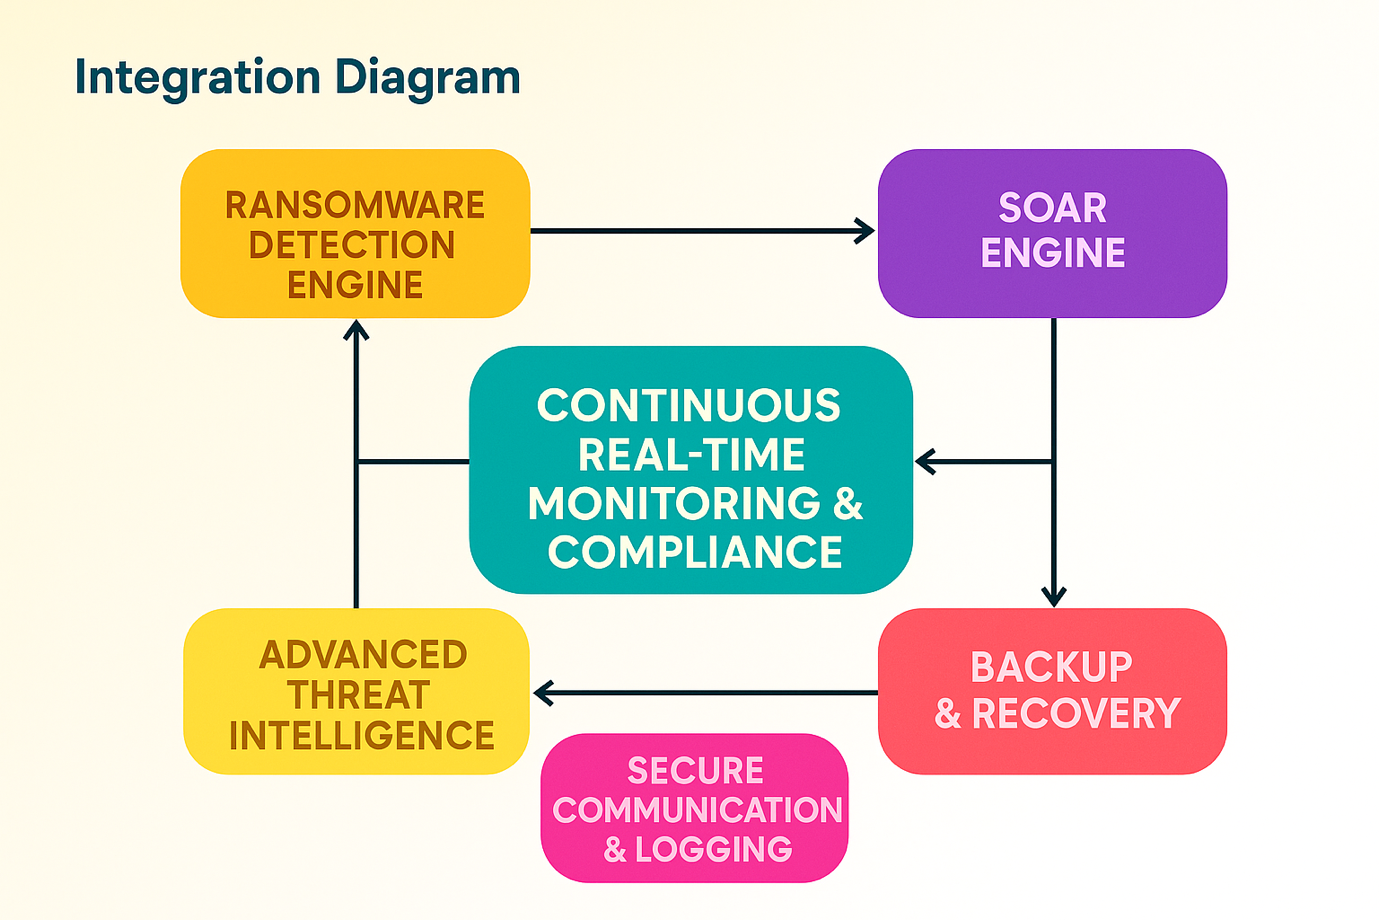 Integration Diagram
RANSOMWARE
DETECTION
ENGINE
SOAR
ENGINE
CONTINUOUS
REAL-TIME
MONITORING &
COMPLIANCE
ADVANCED
THREAT
INTELLIGENCE
BACKUP
& RECOVERY
SECURE
COMMUNICATION
& LOGGING